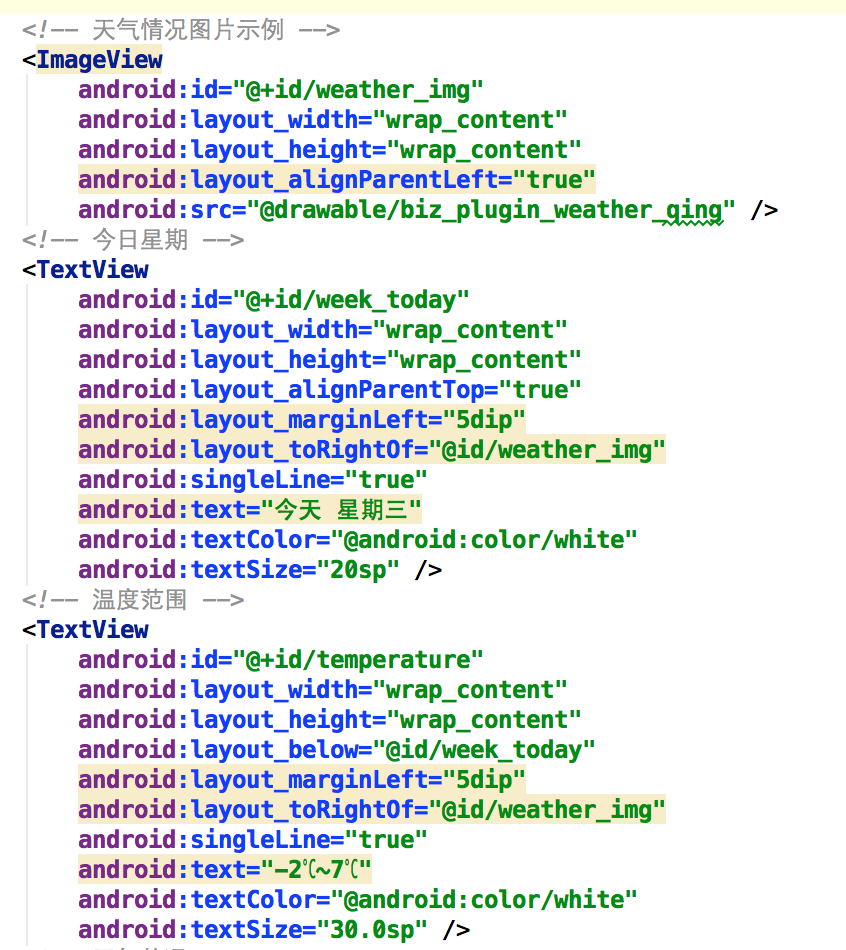 <!-- 天气情况图片示例 -->
<ImageView
android:id="@+id/weather_img"
android:layout_width="wrap_content"
android:layout_height="wrap_content"
android:layout_alignParentLeft="true"
android:src="@drawable/biz_plugin_weather_qing" />
<!-- 今日星期 -->
<TextView
android:id="@+id/week_today"
android:layout_width="wrap_content"
android:layout_height="wrap_content"
android:layout_alignParentTop="true"
android:layout_marginLeft="5dip"
android:layout_toRightOf="@id/weather_img"
android:singleLine="true"
android:text="今天 星期三"
android:textColor="@android:color/white"
android:textSize="20sp" />
<!-- 温度范围 -->
<TextView
android:id="@+id/temperature"
android:layout_width="wrap_content"
android:layout_height="wrap_content"
android:layout_below="@id/week_today"
android:layout_marginLeft="5dip"
android:layout_toRightOf="@id/weather_img"
android:singleLine="true"
android:text="-2℃~7℃"
android:textColor="@android:color/white"
android:textSize="30.0sp" />